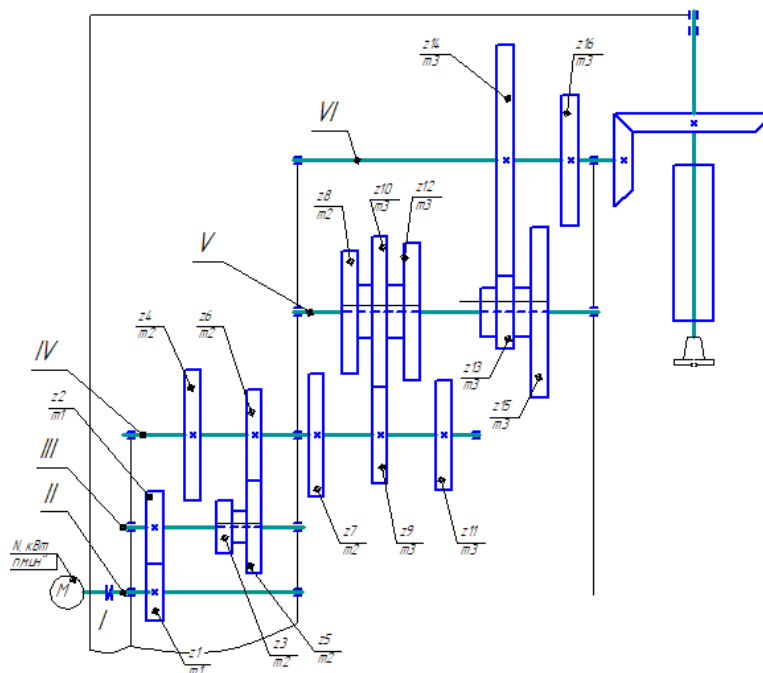 z14
m3
z16
m3
VI
z8
m2
z10
m3
z12
m3
V
z4
m2
z6
m2
z13
m3
z15
m3
IV
z2
m1
III
II
N, кВт
n,мин⁻¹
М
I
z7
m2
z9
m3
z11
m3
z1
m1
z3
m2
z5
m2